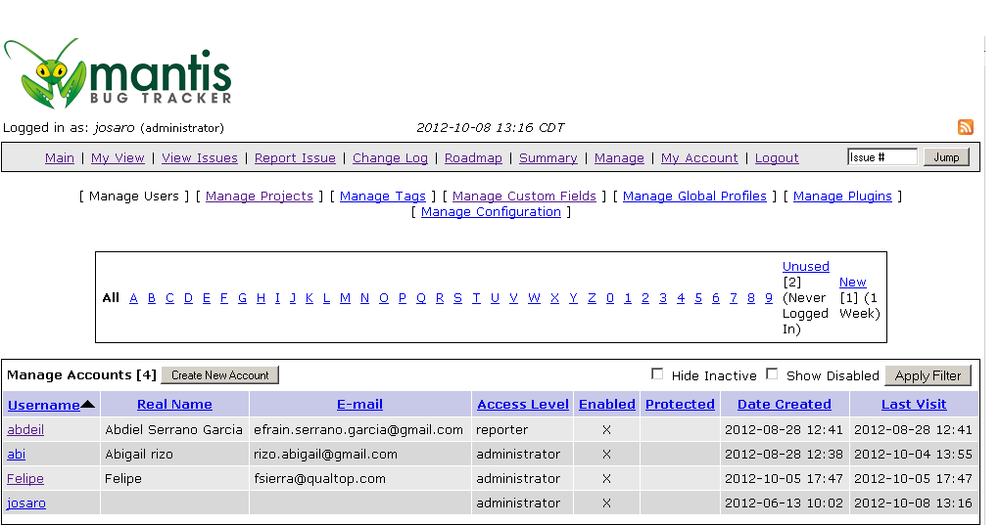 mantis
BUG TRACKER
Logged in as: josaro (administrator) 2012-10-08 13:16 CDT
Main | My View | View Issues | Report Issue | Change Log | Roadmap | Summary | Manage | My Account | Logout Issue # Jump
[ Manage Users ] [ Manage Projects ] [ Manage Tags ] [ Manage Custom Fields ] [ Manage Global Profiles ] [ Manage Plugins ]
[ Manage Configuration ]
All A B C D E F G H I J K L M N O P Q R S T U V W X Y Z 0 1 2 3 4 5 6 7 8 9
Unused
[2]
(Never
Logged
In)
New
[1] (1
Week)
Manage Accounts [4] Create New Account Hide Inactive Show Disabled Apply Filter
Username Real Name E-mail Access Level Enabled Protected Date Created Last Visit
abdeil Abdiel Serrano Garcia efrain.serrano.garcia@gmail.com reporter X 2012-08-28 12:41 2012-08-28 12:41
abi Abigail rizo rizo.abigail@gmail.com administrator X 2012-08-28 12:38 2012-10-04 13:55
Felipe Felipe fsierra@qualtop.com administrator X 2012-10-05 17:47 2012-10-05 17:47
josaro administrator X 2012-06-13 10:02 2012-10-08 13:16